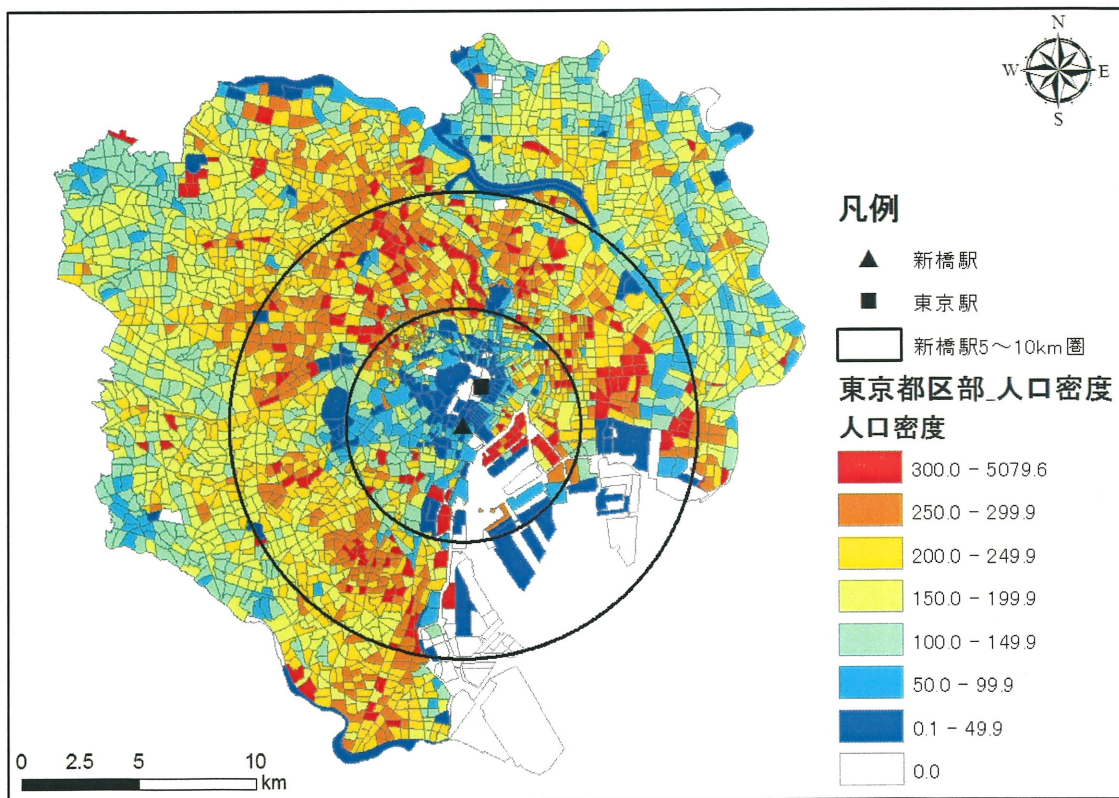 N
W E
S
凡例
新橋駅
東京駅
新橋駅5～10km圏
東京都区部_人口密度
人口密度
300.0 - 5079.6
250.0 - 299.9
200.0 - 249.9
150.0 - 199.9
100.0 - 149.9
50.0 - 99.9
0.1 - 49.9
0.0
0 2.5 5 10
km